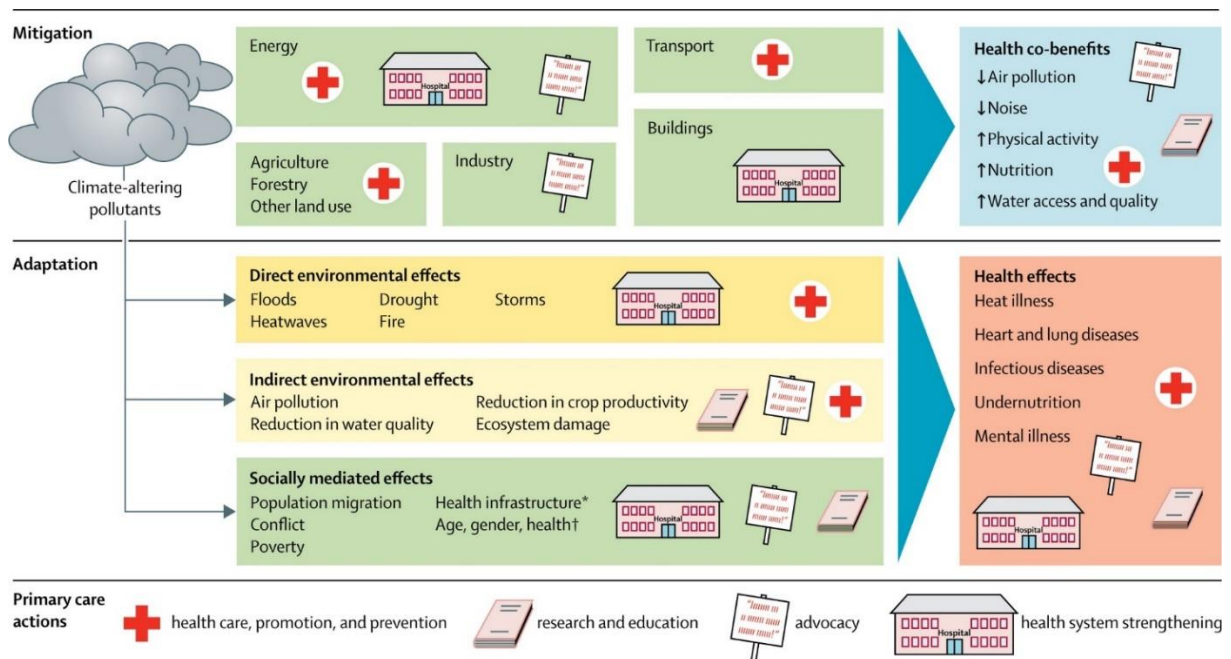 Mitigation
Climate-altering
pollutants
Energy
Hospital
Transport
Agriculture
Forestry
Other land use
Industry
Buildings
Hospital
Health co-benefits
↓Air pollution
↓Noise
↑Physical activity
↑Nutrition
↑Water access and quality
Adaptation
Direct environmental effects
Floods Drought Storms
Heatwaves Fire
Hospital
Indirect environmental effects
Air pollution Reduction in crop productivity
Reduction in water quality Ecosystem damage
Socially mediated effects
Population migration Health infrastructure*
Conflict Age, gender, health†
Poverty
Hospital
Health effects
Heat illness
Heart and lung diseases
Infectious diseases
Undernutrition
Mental illness
Hospital
Primary care
actions
health care, promotion, and prevention
research and education
advocacy
Hospital
health system strengthening